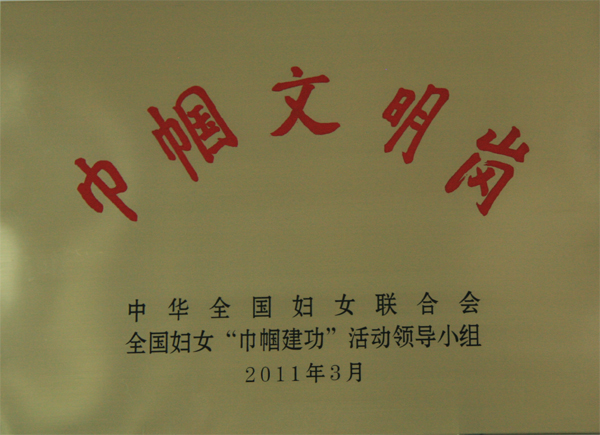 巾帼文明岗
中华全国妇女联合会
全国妇女“巾帼建功”活动领导小组
2011年3月